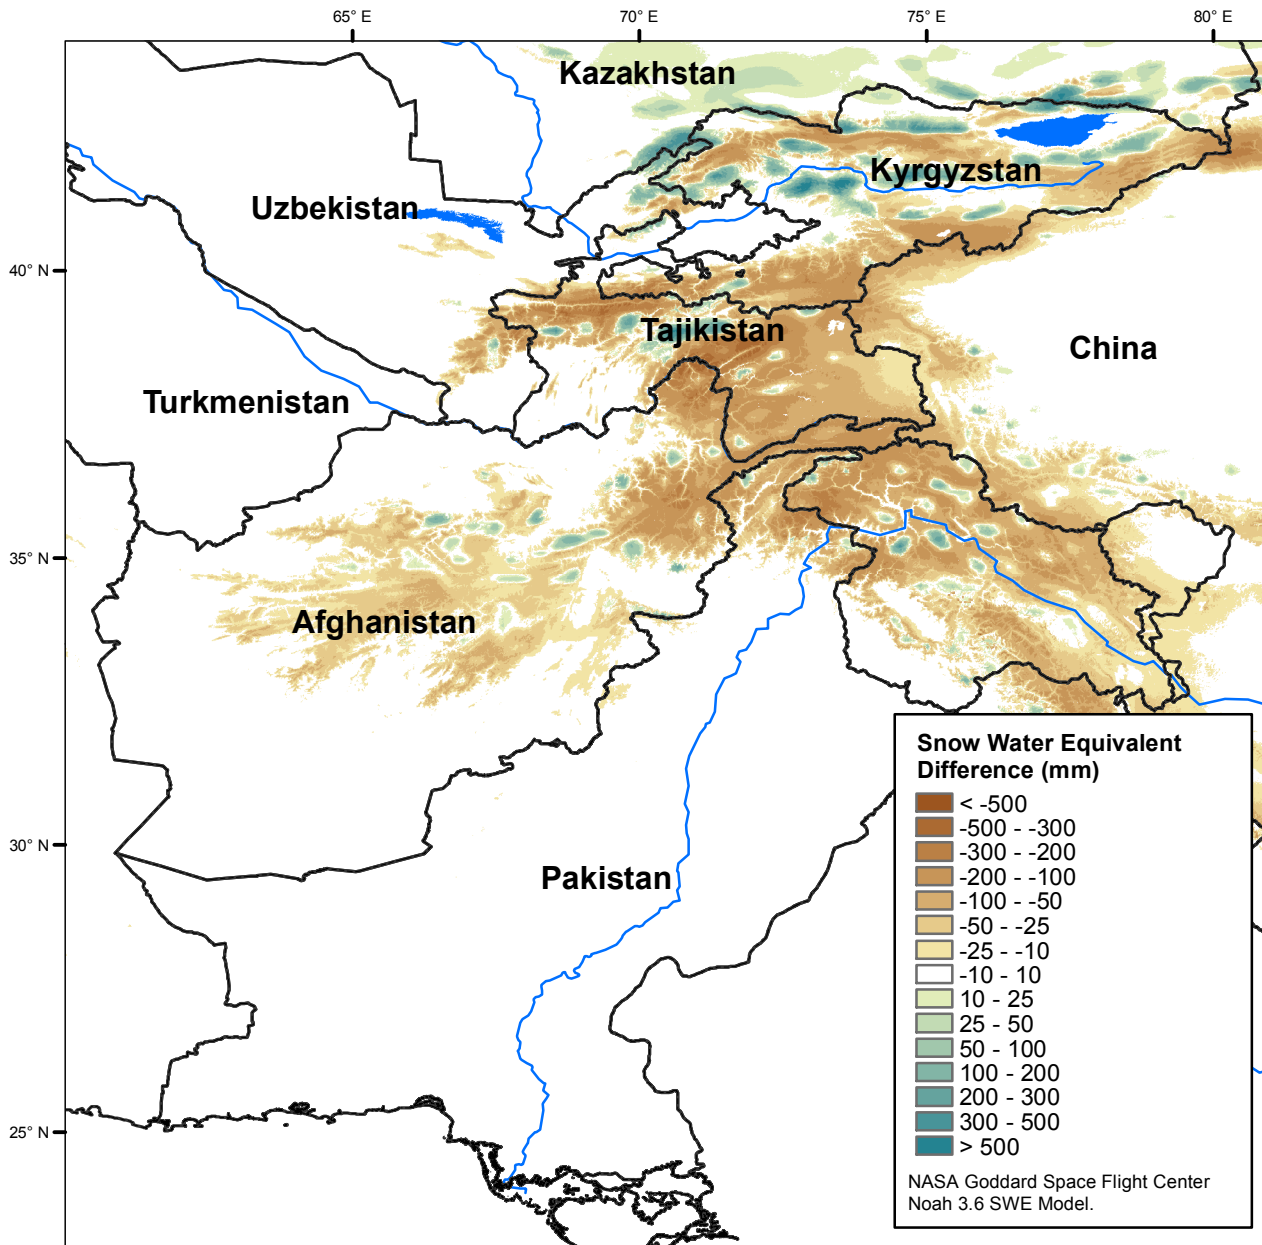 65° E
70° E
75° E
80° E
Kazakhstan
Kyrgyzstan
Uzbekistan
40° N
Tajikistan
China
Turkmenistan
35° N
Afghanistan
Snow Water Equivalent
Difference (mm)
< -500
-500 - -300
-300 - -200
-200 - -100
-100 - -50
-50 - -25
-25 - -10
-10 - 10
10 - 25
25 - 50
50 - 100
100 - 200
200 - 300
300 - 500
> 500
NASA Goddard Space Flight Center
Noah 3.6 SWE Model.
30° N
Pakistan
25° N